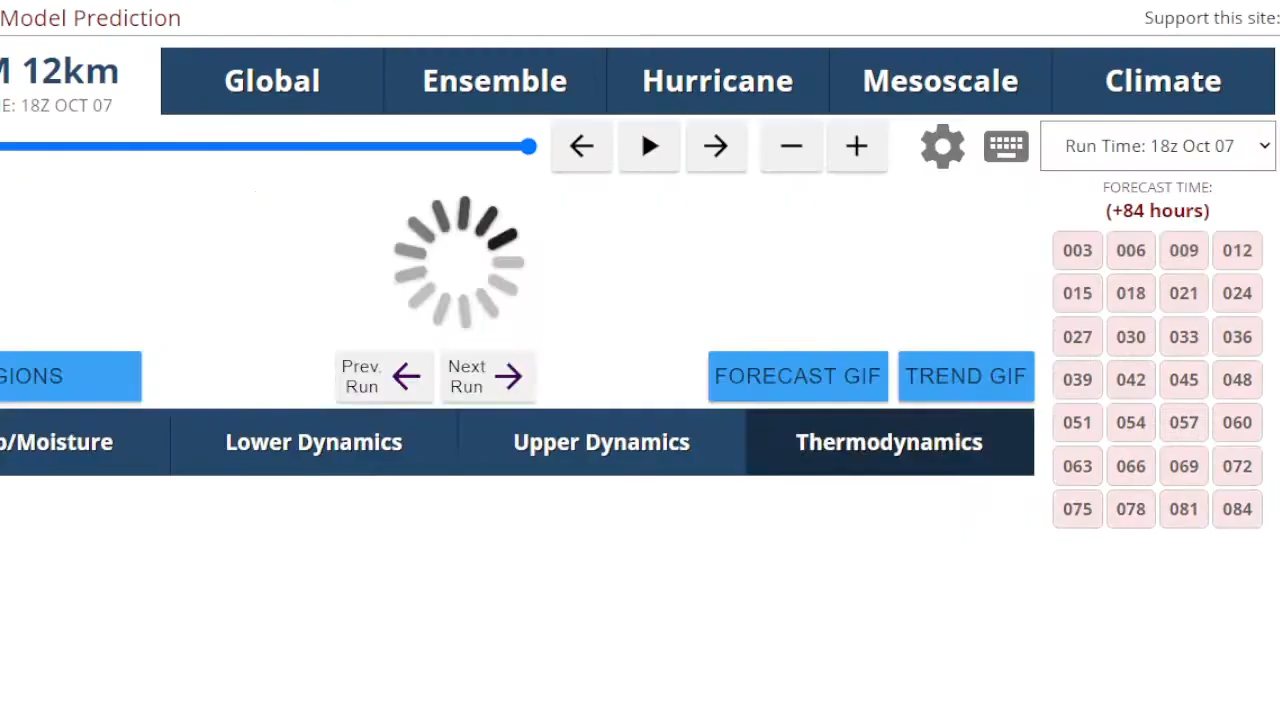 Model Prediction
Support this site:
M 12km
E: 18Z OCT 07
Global
Ensemble
Hurricane
Mesoscale
Climate
Run Time: 18z Oct 07
FORECAST TIME:
(+84 hours)
003 006 009 012
015 018 021 024
027 030 033 036
039 042 045 048
051 054 057 060
063 066 069 072
075 078 081 084
GIONS
Prev. Run
Next Run
FORECAST GIF
TREND GIF
p/Moisture
Lower Dynamics
Upper Dynamics
Thermodynamics